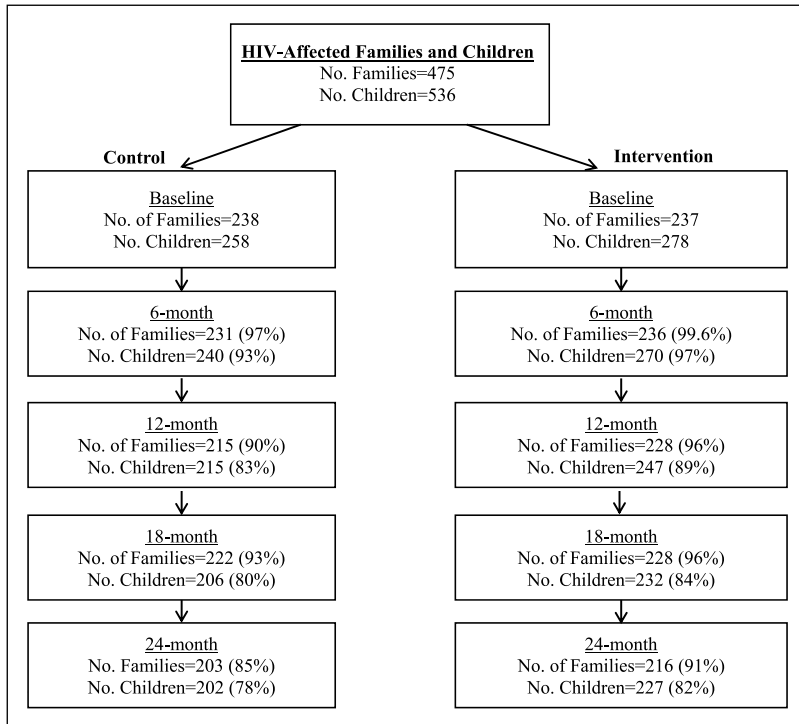 HIV-Affected Families and Children
No. Families=475
No. Children=536
Control
Intervention
Baseline
No. of Families=238
No. Children=258
Baseline
No. of Families=237
No. Children=278
6-month
No. of Families=231 (97%)
No. Children=240 (93%)
6-month
No. of Families=236 (99.6%)
No. Children=270 (97%)
12-month
No. of Families=215 (90%)
No. Children=215 (83%)
12-month
No. of Families=228 (96%)
No. Children=247 (89%)
18-month
No. of Families=222 (93%)
No. Children=206 (80%)
18-month
No. of Families=228 (96%)
No. Children=232 (84%)
24-month
No. Families=203 (85%)
No. Children=202 (78%)
24-month
No. of Families=216 (91%)
No. Children=227 (82%)